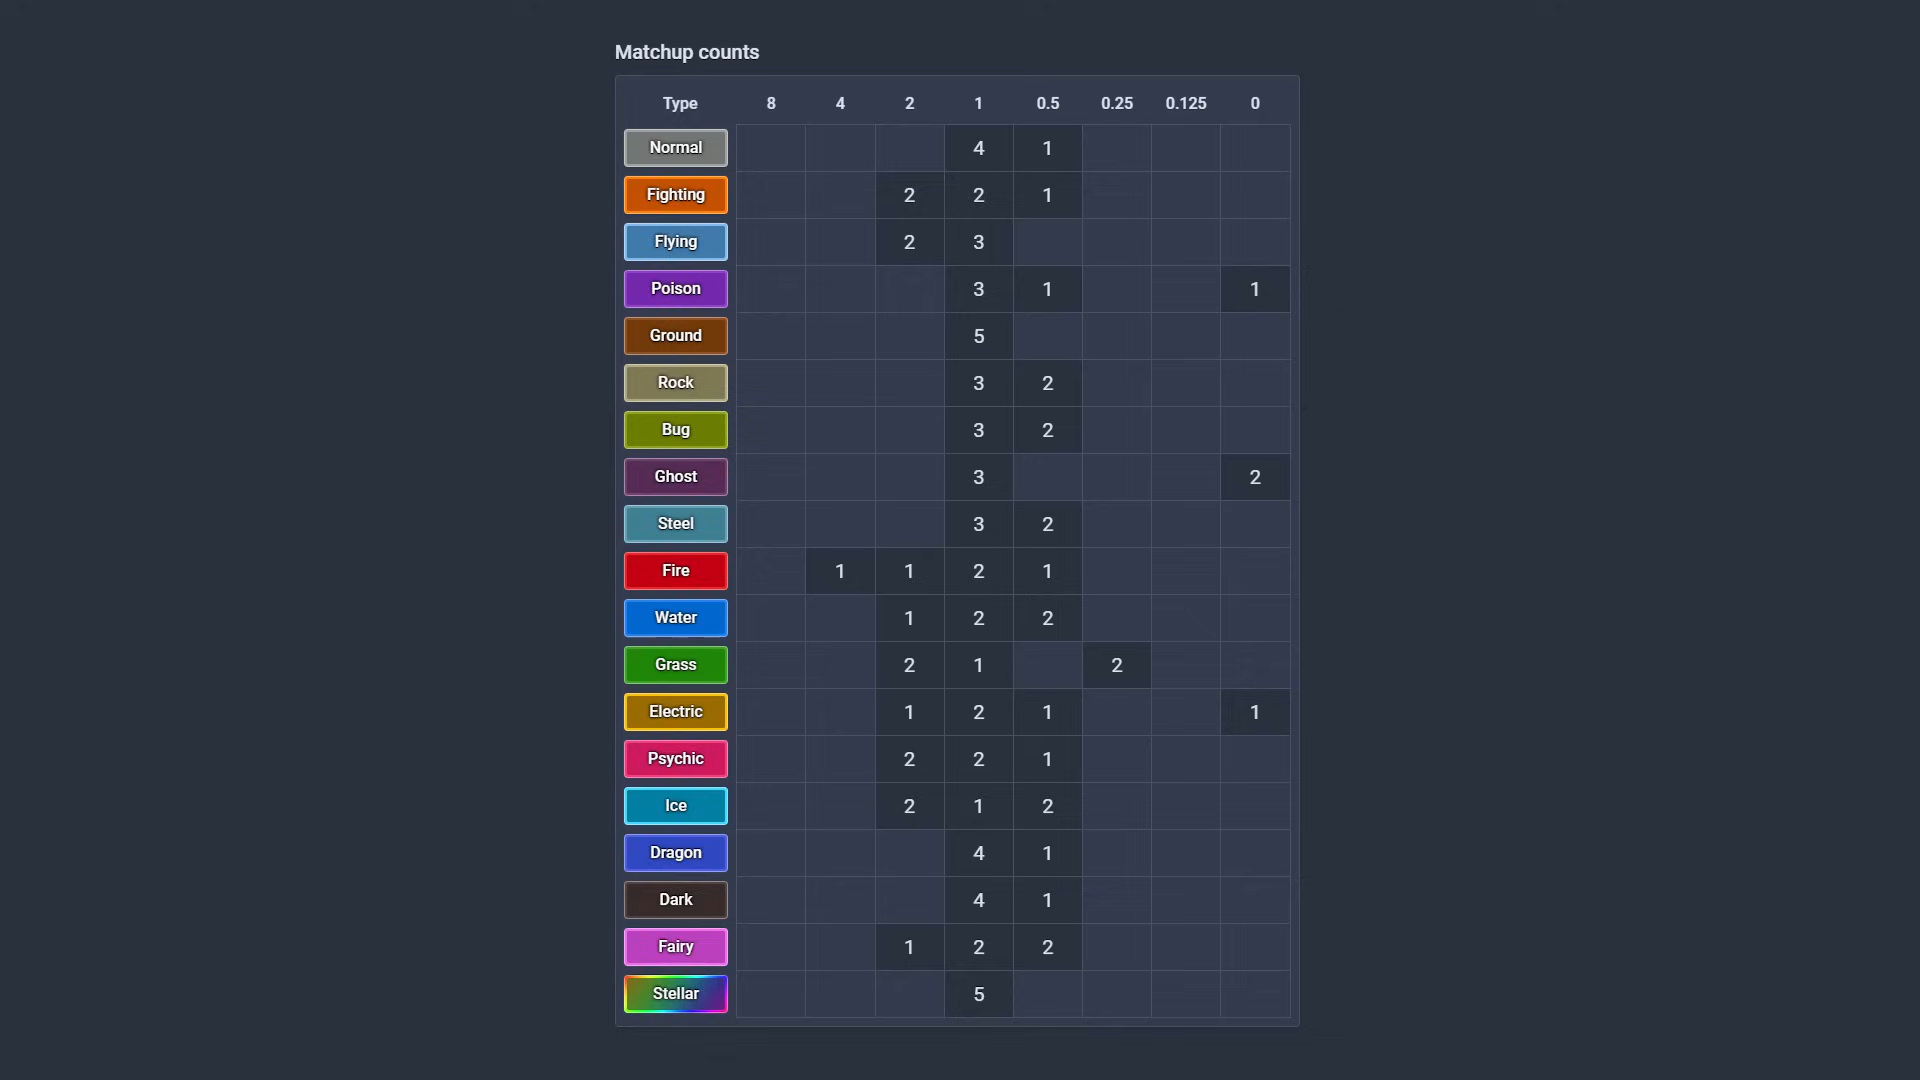 Matchup counts
Type 8 4 2 1 0.5 0.25 0.125 0
Normal 4 1
Fighting 2 2 1
Flying 2 3
Poison 3 1 1
Ground 5
Rock 3 2
Bug 3 2
Ghost 3 2
Steel 3 2
Fire 1 1 2 1
Water 1 2 2
Grass 2 1 2
Electric 1 2 1 1
Psychic 2 2 1
Ice 2 1 2
Dragon 4 1
Dark 4 1
Fairy 1 2 2
Stellar 5